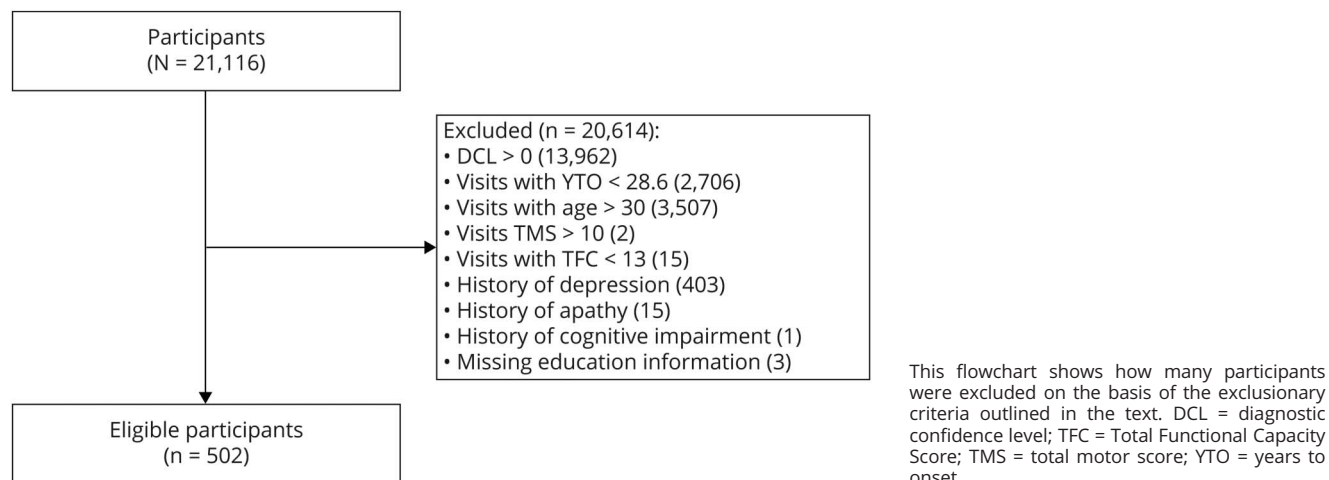 Participants
(N = 21,116)
Excluded (n = 20,614):
• DCL > 0 (13,962)
• Visits with YTO < 28.6 (2,706)
• Visits with age > 30 (3,507)
• Visits TMS > 10 (2)
• Visits with TFC < 13 (15)
• History of depression (403)
• History of apathy (15)
• History of cognitive impairment (1)
• Missing education information (3)
Eligible participants
(n = 502)
This flowchart shows how many participants
were excluded on the basis of the exclusionary
criteria outlined in the text. DCL = diagnostic
confidence level; TFC = Total Functional Capacity
Score; TMS = total motor score; YTO = years to
onset